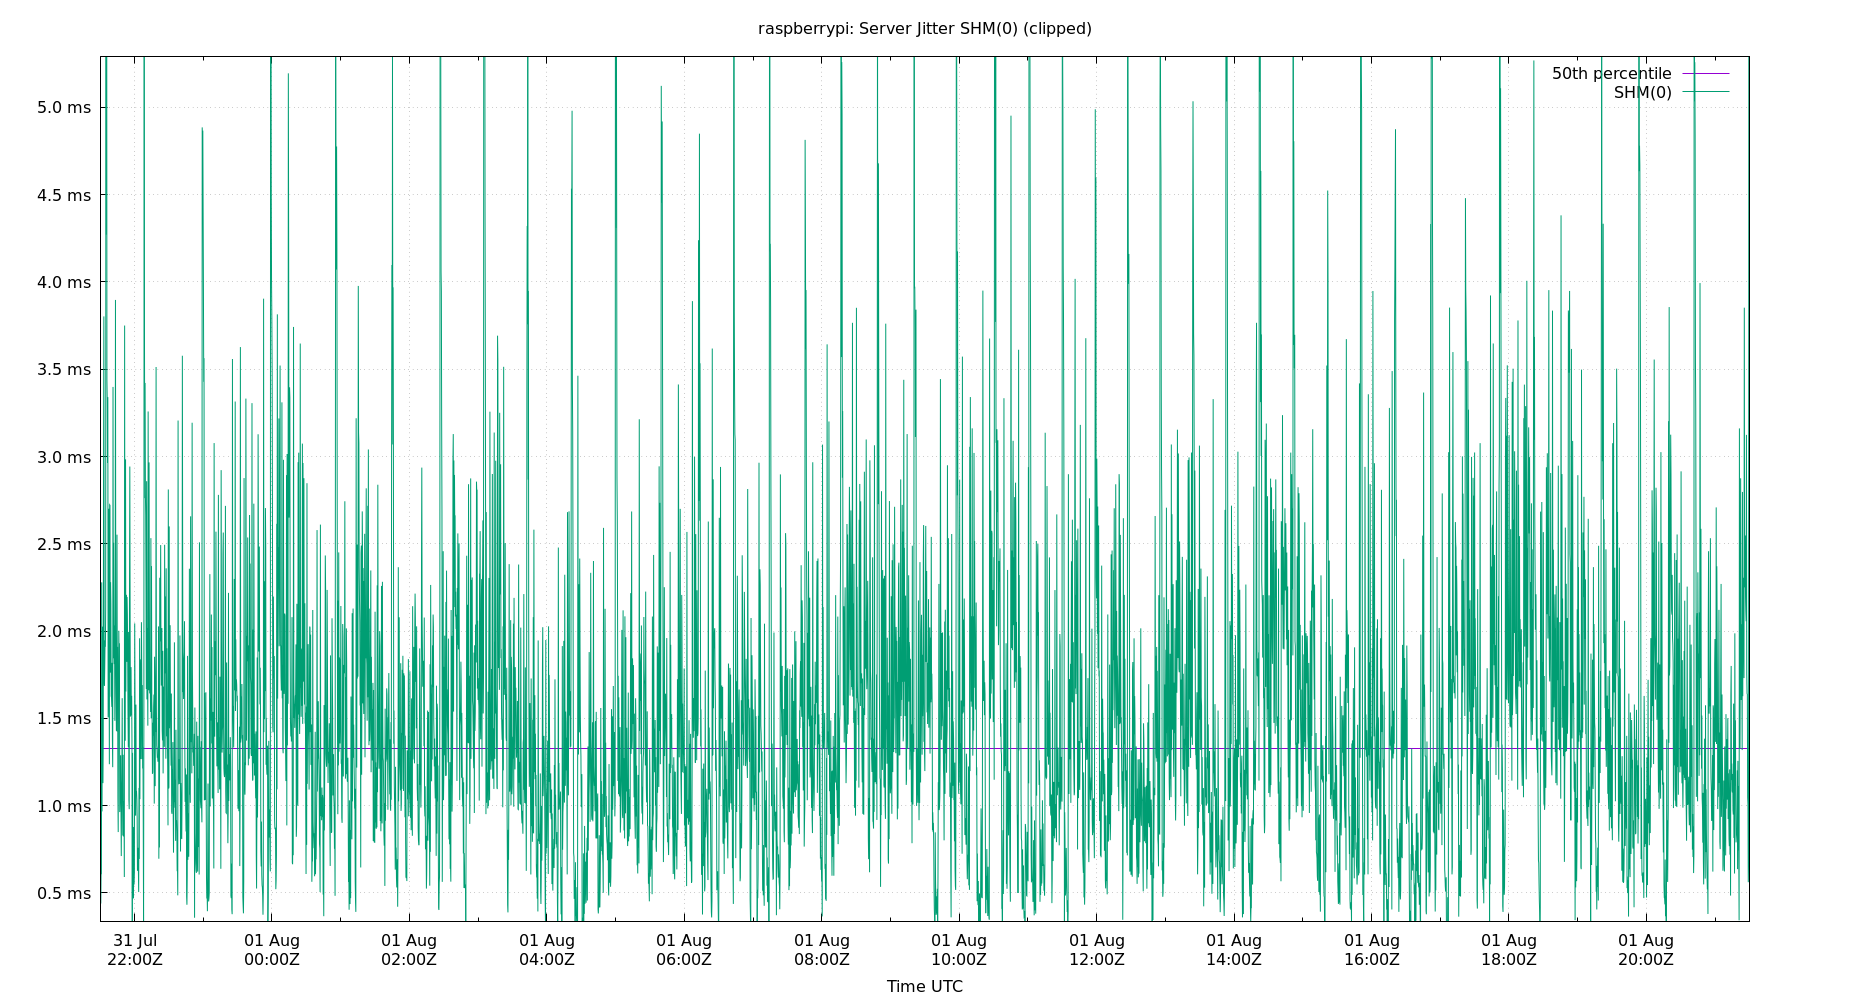 raspberrypi: Server Jitter SHM(0) (clipped)
50th percentile
SHM(0)
5.0 ms
4.5 ms
4.0 ms
3.5 ms
3.0 ms
2.5 ms
2.0 ms
1.5 ms
1.0 ms
0.5 ms
31 Jul 01 Aug 01 Aug 01 Aug 01 Aug 01 Aug 01 Aug 01 Aug 01 Aug 01 Aug 01 Aug 01 Aug
22:00Z 00:00Z 02:00Z 04:00Z 06:00Z 08:00Z 10:00Z 12:00Z 14:00Z 16:00Z 18:00Z 20:00Z
Time UTC